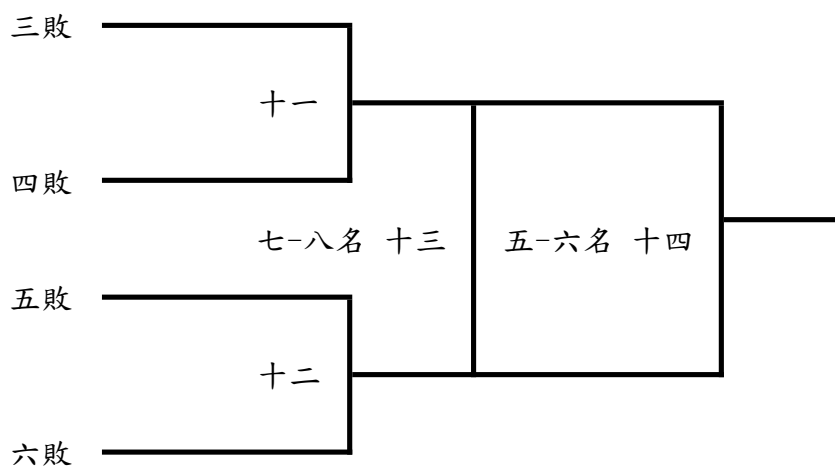 三敗
十一
四敗
七-八名 十三
五-六名 十四
五敗
十二
六敗